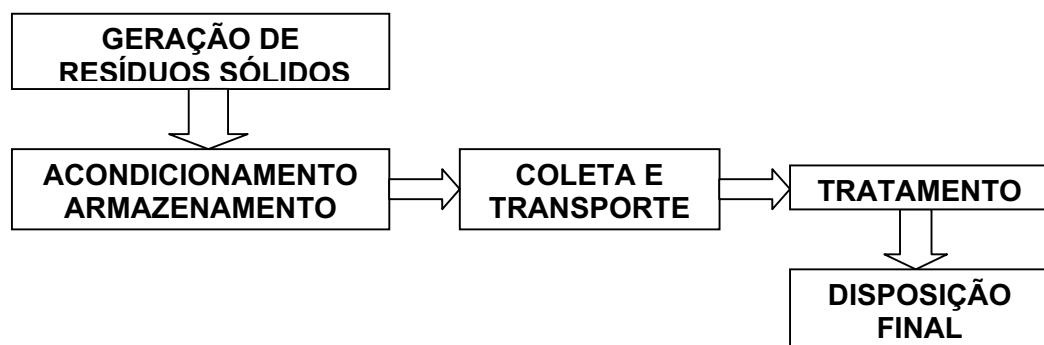 GERAÇÃO DE
RESÍDUOS SÓLIDOS
ACONDICIONAMENTO
ARMAZENAMENTO
COLETA E
TRANSPORTE
TRATAMENTO
DISPOSIÇÃO
FINAL